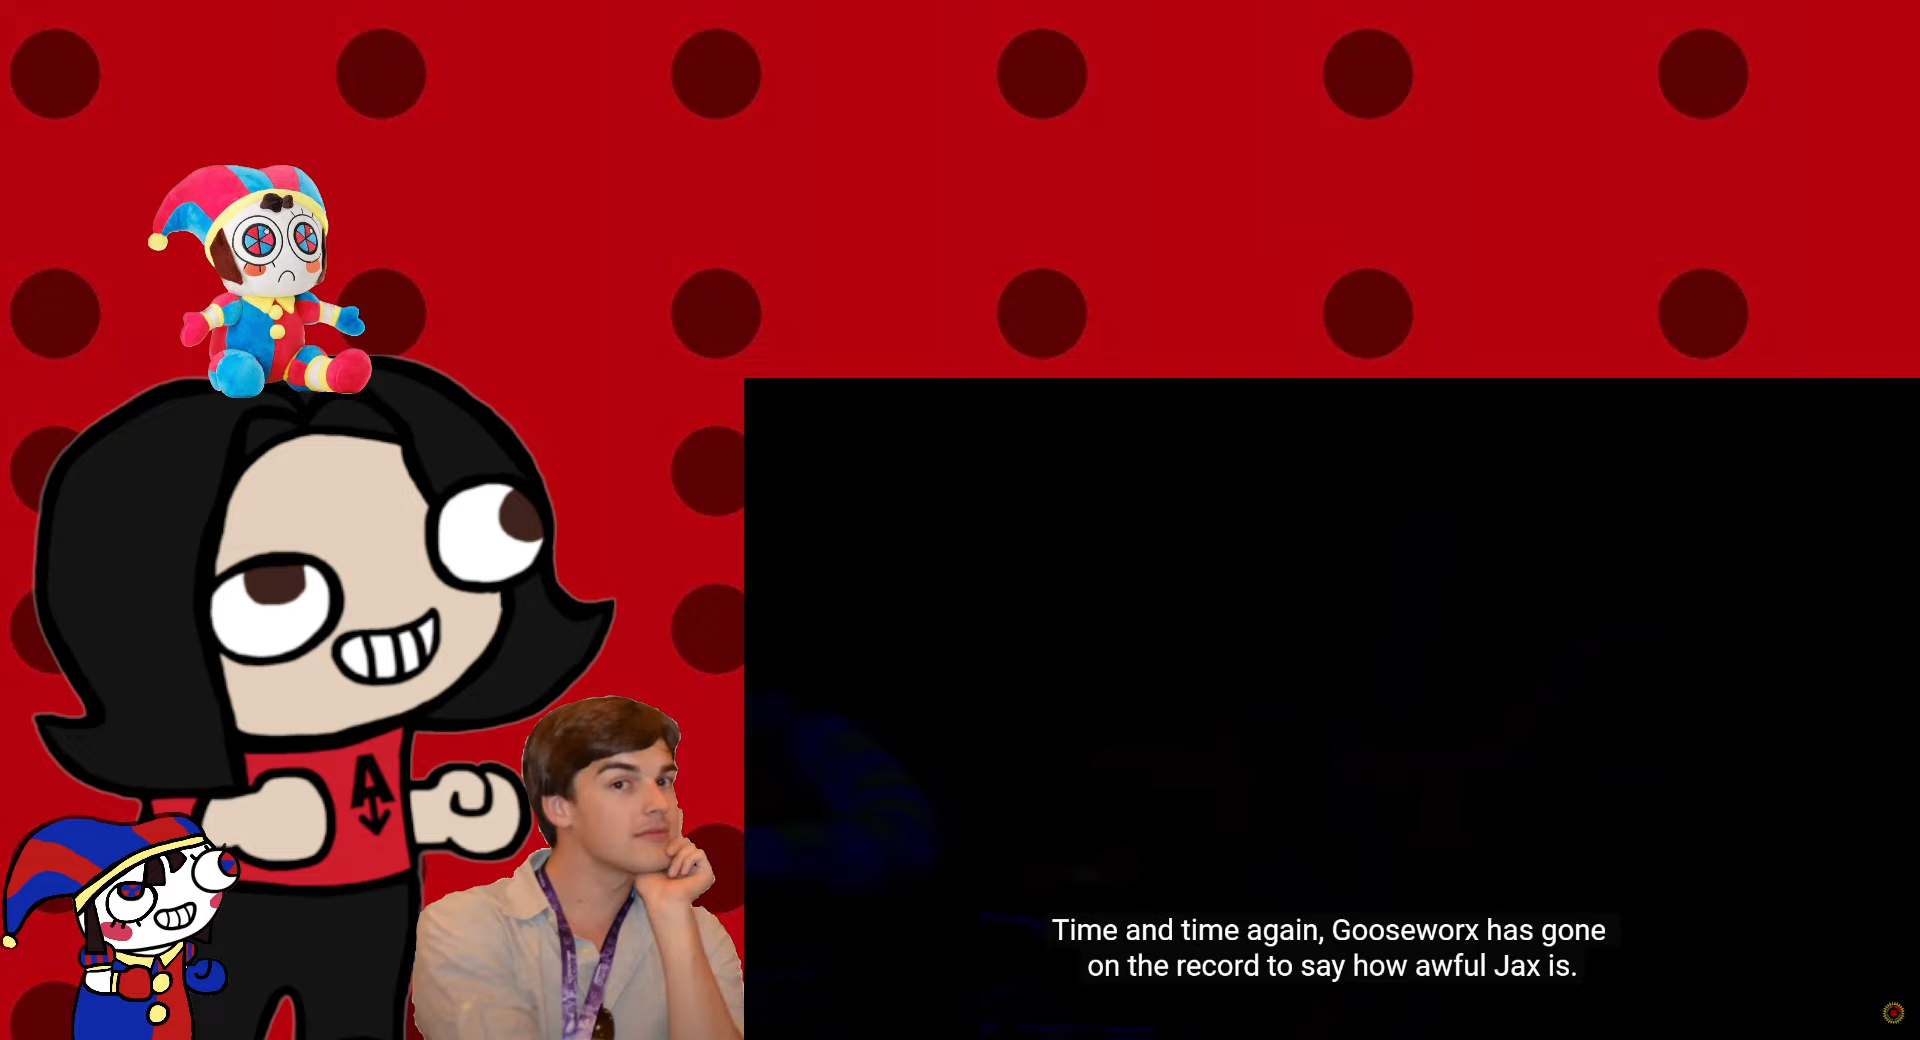 A
Time and time again, Gooseworx has gone
on the record to say how awful Jax is.